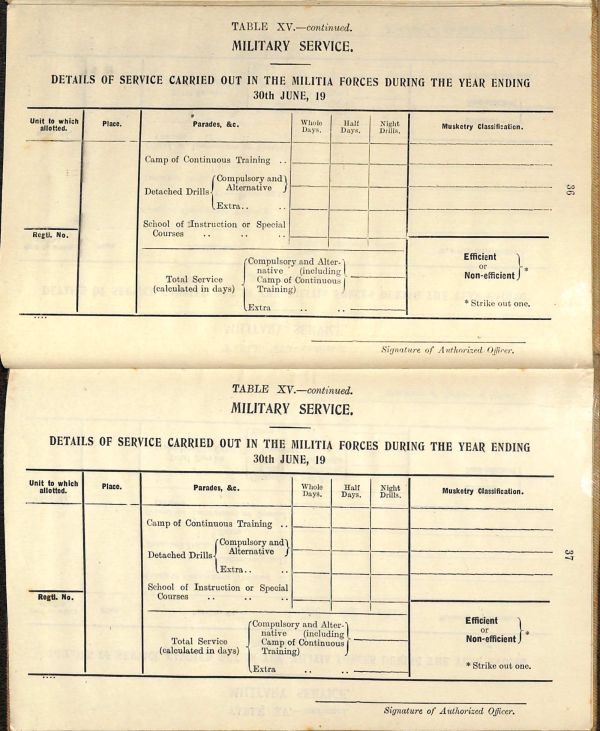 TABLE XV.—continued.
MILITARY SERVICE.
DETAILS OF SERVICE CARRIED OUT IN THE MILITIA FORCES DURING THE YEAR ENDING
30th JUNE, 19
Unit to which allotted.
Place.
Parades, &c.
Whole Days.
Half Days.
Night Drills.
Musketry Classification.
Camp of Continuous Training ..
Detached Drills
Compulsory and
Alternative
Extra.. ..
School of Instruction or Special
Courses .. .. ..
Regtl. No.
Total Service
(calculated in days)
Compulsory and Alter-
native (including
Camp of Continuous
Training)
Extra .. ..
Efficient
or
Non-efficient
*
* Strike out one.
....
Signature of Authorized Officer.
36
TABLE XV.—continued.
MILITARY SERVICE.
DETAILS OF SERVICE CARRIED OUT IN THE MILITIA FORCES DURING THE YEAR ENDING
30th JUNE, 19
Unit to which allotted.
Place.
Parades, &c.
Whole Days.
Half Days.
Night Drills.
Musketry Classification.
Camp of Continuous Training ..
Detached Drills
Compulsory and
Alternative
Extra.. ..
School of Instruction or Special
Courses .. .. ..
Regtl. No.
Total Service
(calculated in days)
Compulsory and Alter-
native (including
Camp of Continuous
Training)
Extra .. ..
Efficient
or
Non-efficient
*
* Strike out one.
....
Signature of Authorized Officer.
37